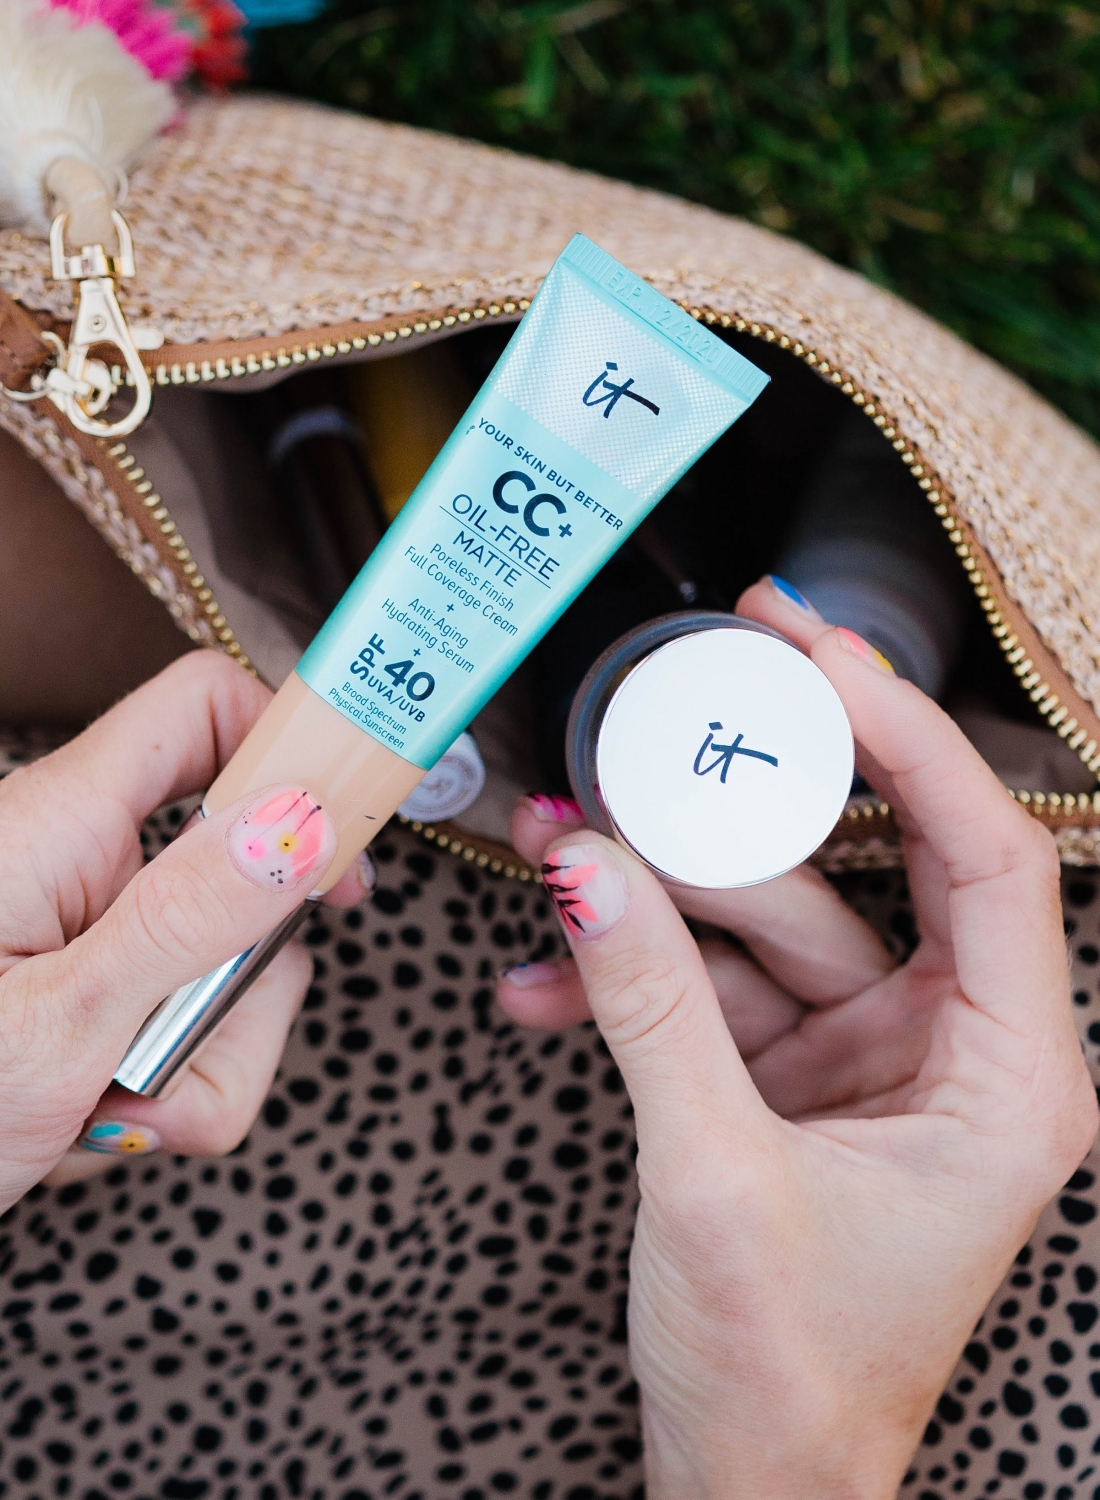 EXP 12/2021
it
YOUR SKIN BUT BETTER
CC+
OIL-FREE
MATTE
Poreless Finish
Full Coverage Cream
+
Anti-Aging
Hydrating Serum
+
SPF 40
UVA/UVB
Broad Spectrum
Physical Sunscreen
it